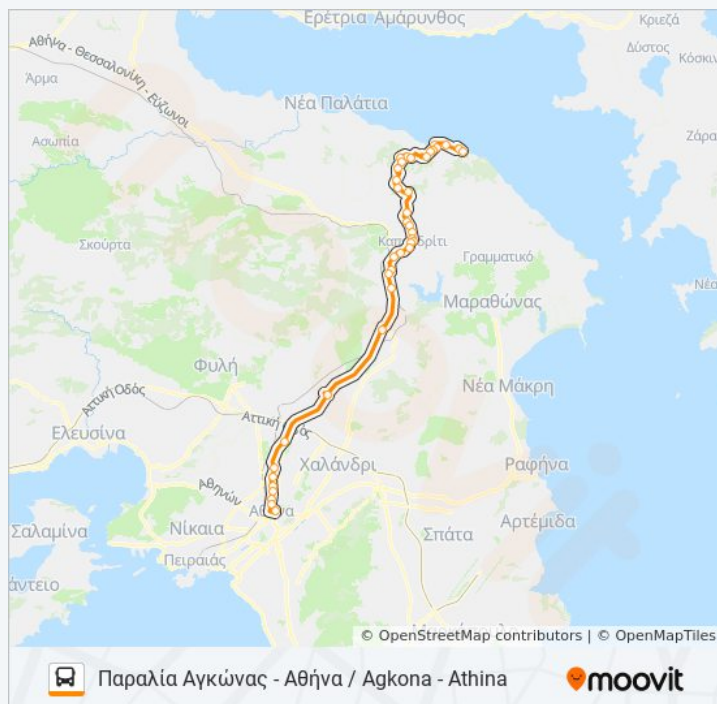 Ερέτρια Αμάρυνθος
Κριεζά
Δύστος
Κόσκιν
Αθήνα - Θεσσαλονίκη - Εύζωνοι
Άρμα
Νέα Παλάτια
Ασωπία
Ζάρα
Σκούρτα
Γραμματικό
Νέα
Μαραθώνας
Φυλή
Νέα Μάκρη
Αττική Οδός
Αττική Οδός
Ελευσίνα
Χαλάνδρι
Ραφήνα
Αθηνών
Αθήνα
Σαλαμίνα
Νίκαια
Σπάτα
Αρτέμιδα
Πειραιάς
άντειο
© OpenStreetMap contributors | © OpenMapTiles
Παραλία Αγκώνας - Αθήνα / Agkona - Athina
moovit